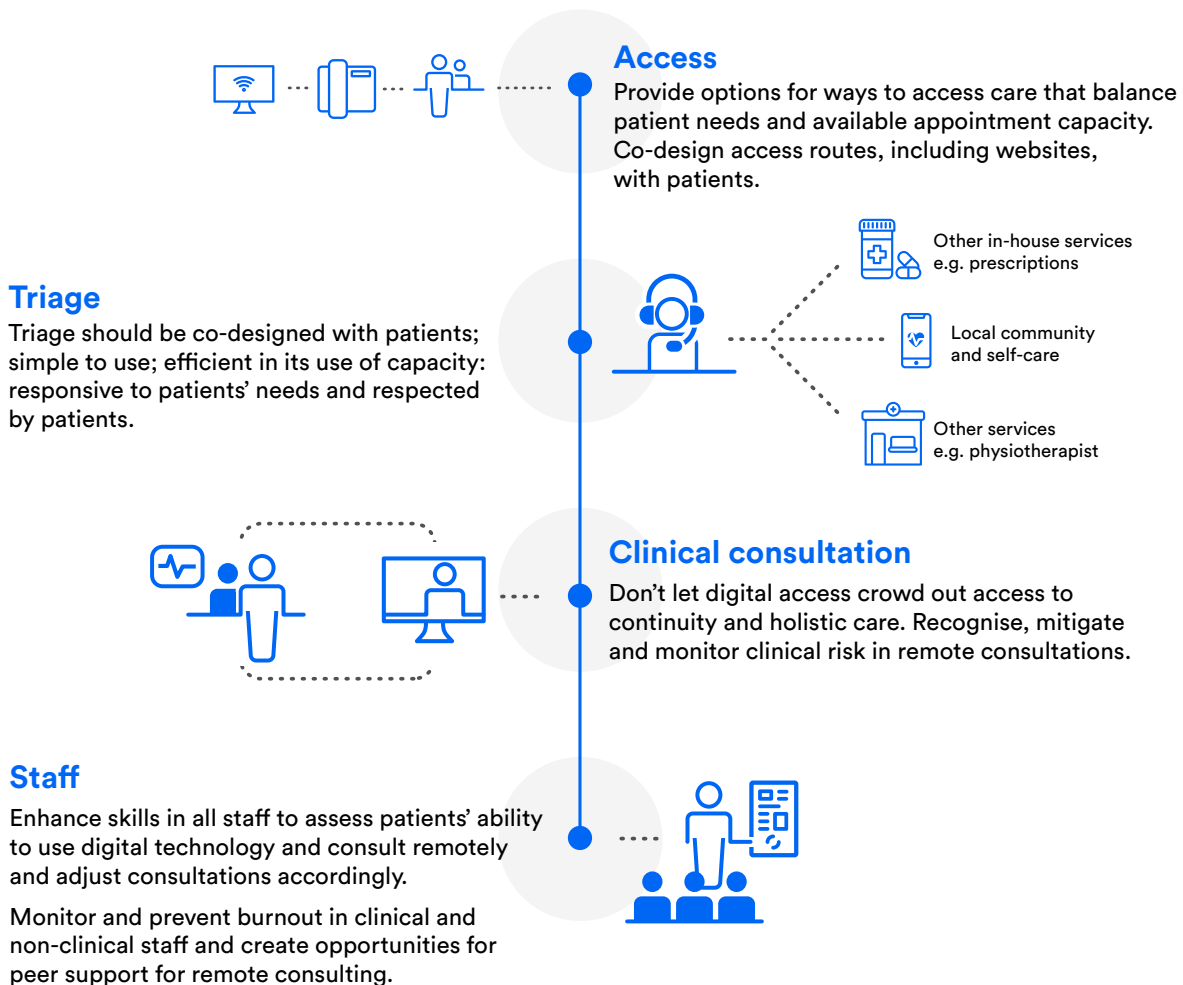 Access
Provide options for ways to access care that balance
patient needs and available appointment capacity.
Co-design access routes, including websites,
with patients.
Other in-house services
e.g. prescriptions
Triage
Triage should be co-designed with patients;
simple to use; efficient in its use of capacity:
responsive to patients’ needs and respected
by patients.
Local community
and self-care
Other services
e.g. physiotherapist
Clinical consultation
Don’t let digital access crowd out access to
continuity and holistic care. Recognise, mitigate
and monitor clinical risk in remote consultations.
Staff
Enhance skills in all staff to assess patients’ ability
to use digital technology and consult remotely
and adjust consultations accordingly.
Monitor and prevent burnout in clinical and
non-clinical staff and create opportunities for
peer support for remote consulting.